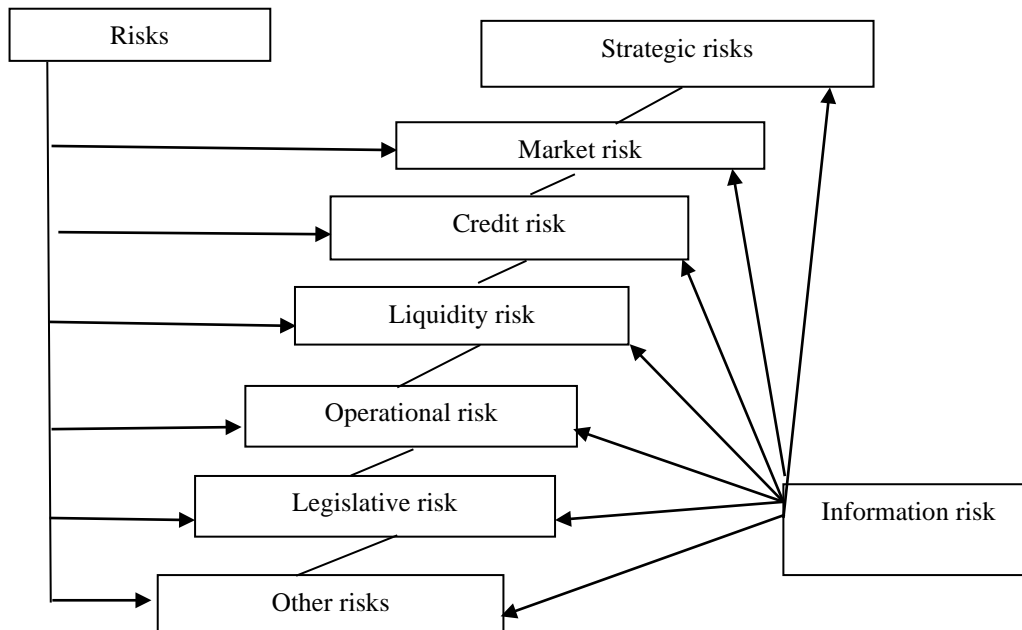 Risks
Strategic risks
Market risk
Credit risk
Liquidity risk
Operational risk
Legislative risk
Information risk
Other risks